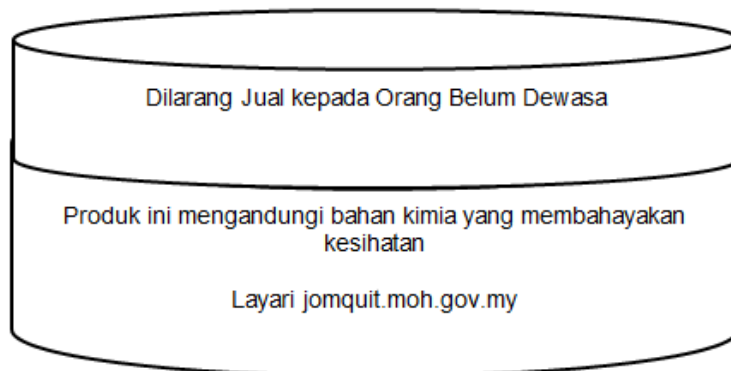 Dilarang Jual kepada Orang Belum Dewasa
Produk ini mengandungi bahan kimia yang membahayakan
kesihatan
Layari jomquit.moh.gov.my